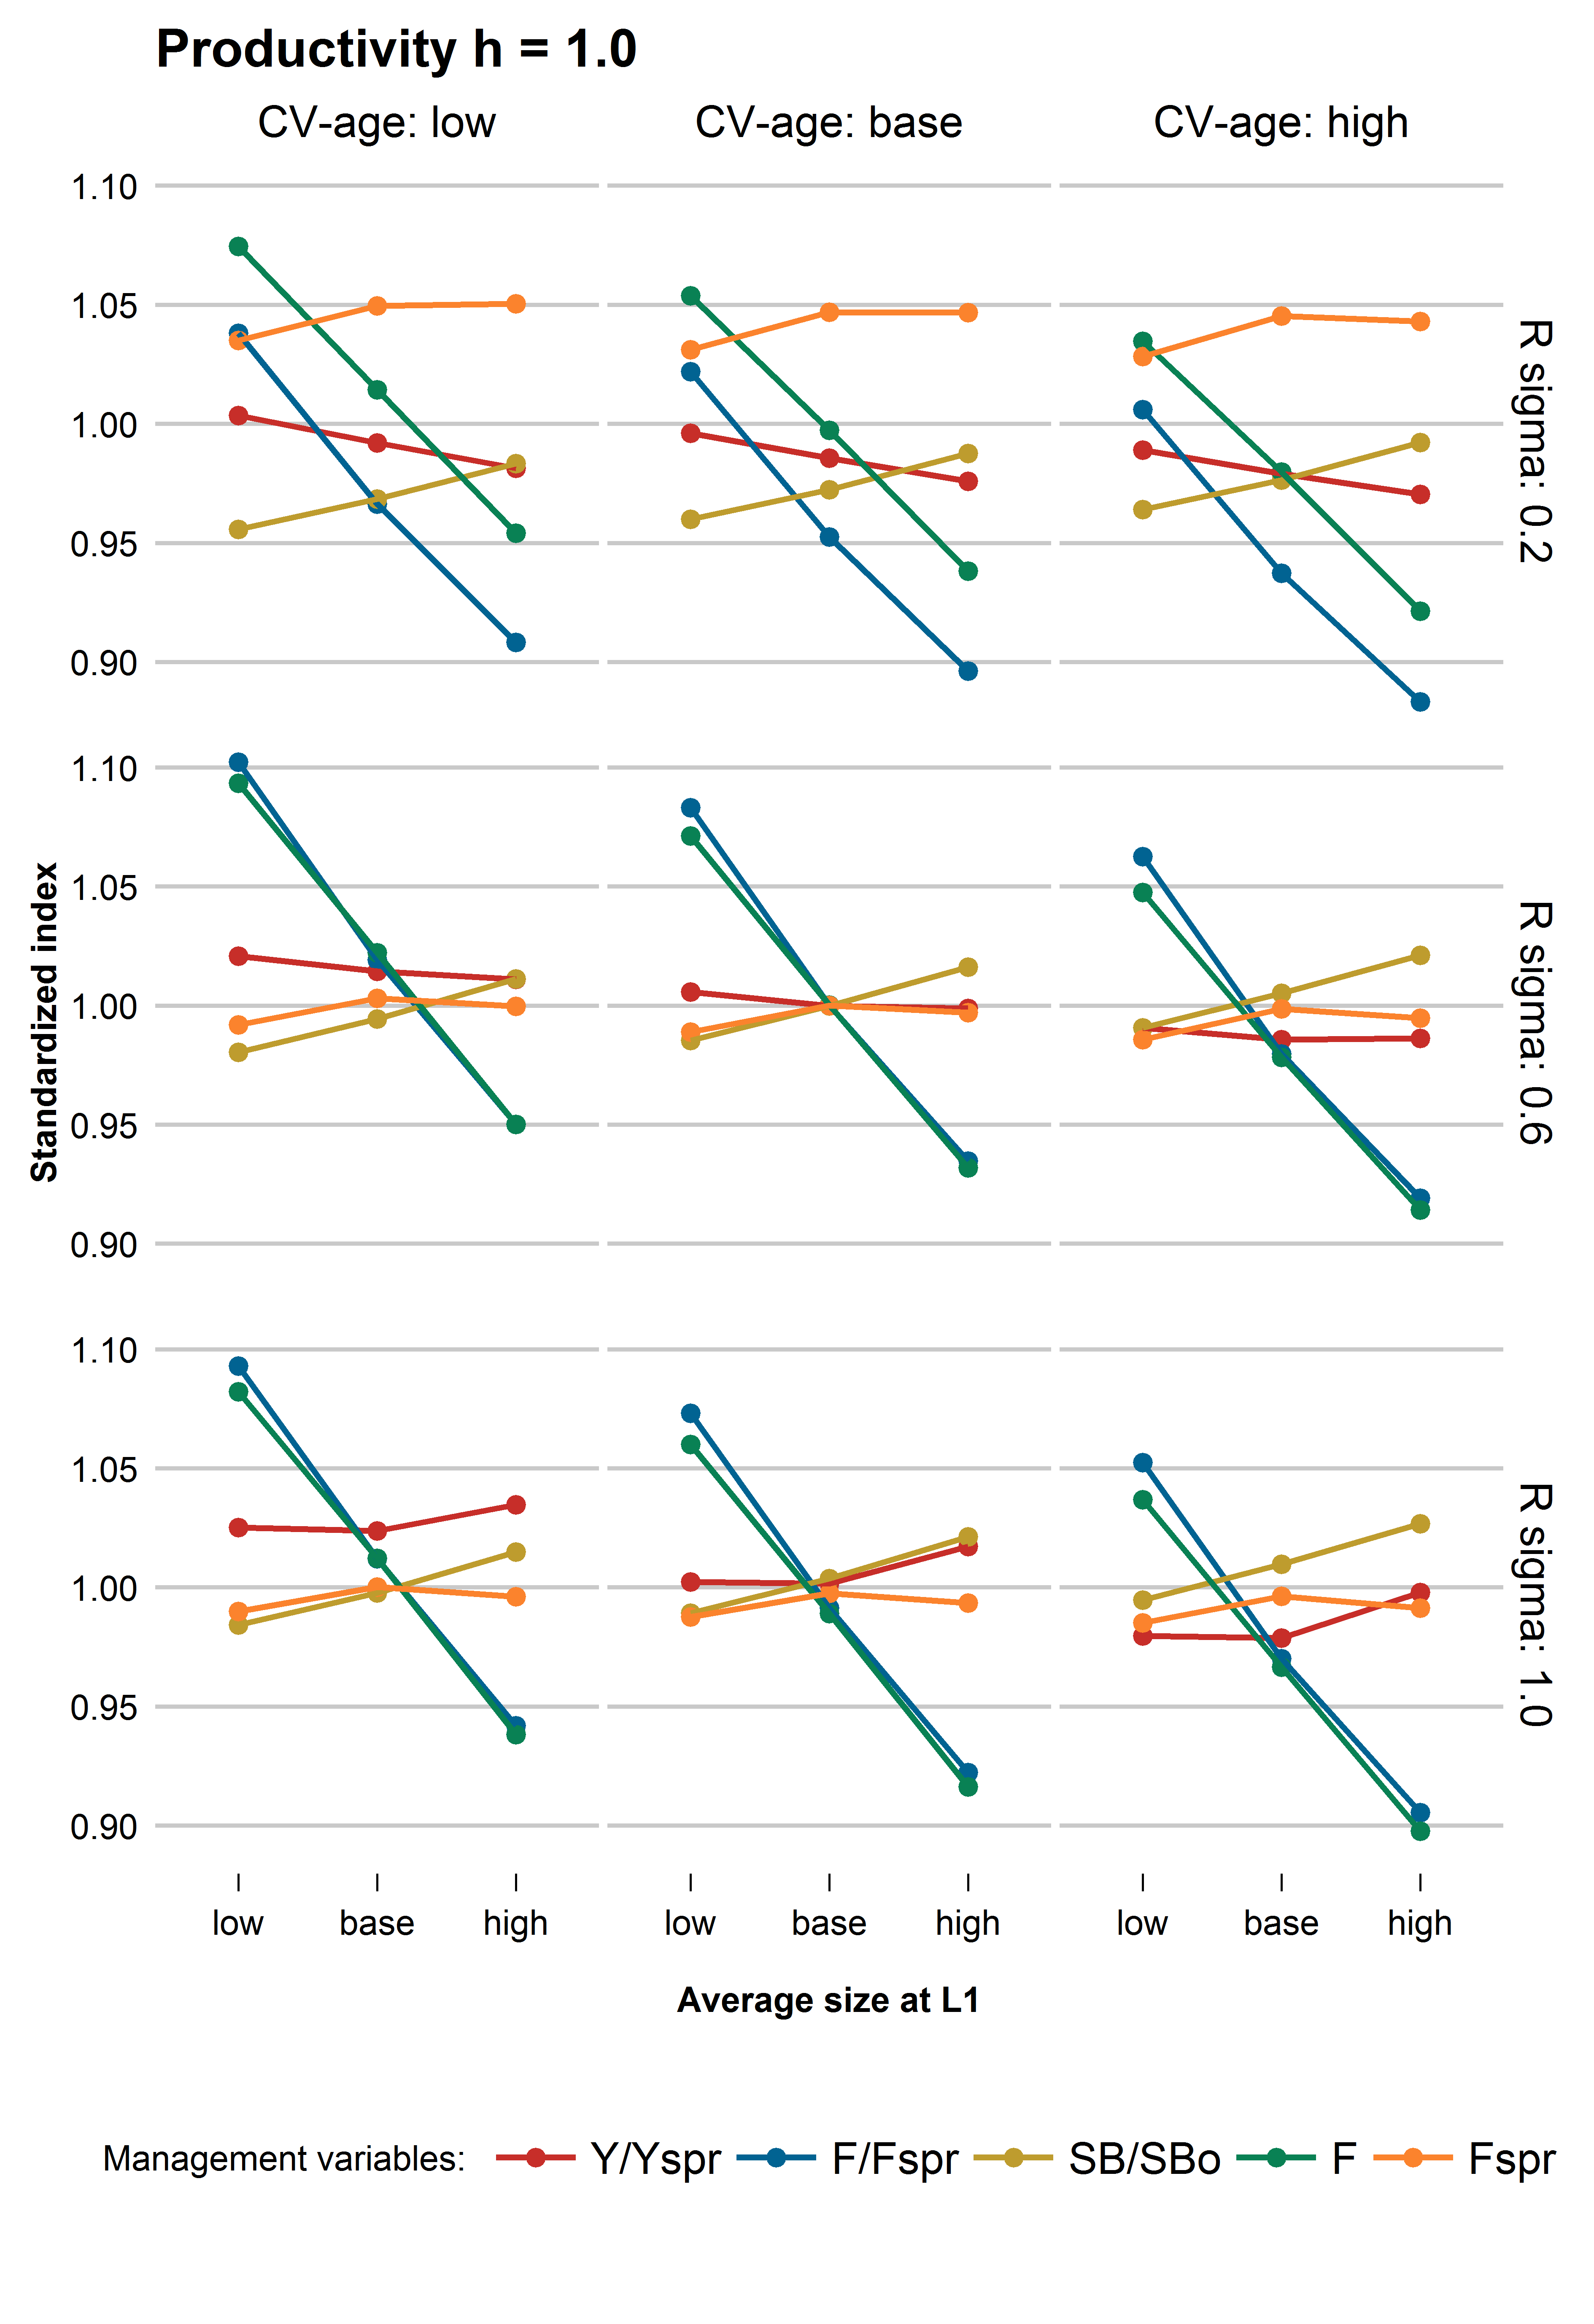 Productivity h = 1.0
CV-age: low CV-age: base CV-age: high
1.10
1.05
1.00
0.95
0.90
R sigma: 0.2
1.10
1.05
1.00
0.95
0.90
R sigma: 0.6
Standardized index
1.10
1.05
1.00
0.95
0.90
R sigma: 1.0
low base high low base high low base high
Average size at L1
Management variables: Y/Yspr F/Fspr SB/SBo F Fspr